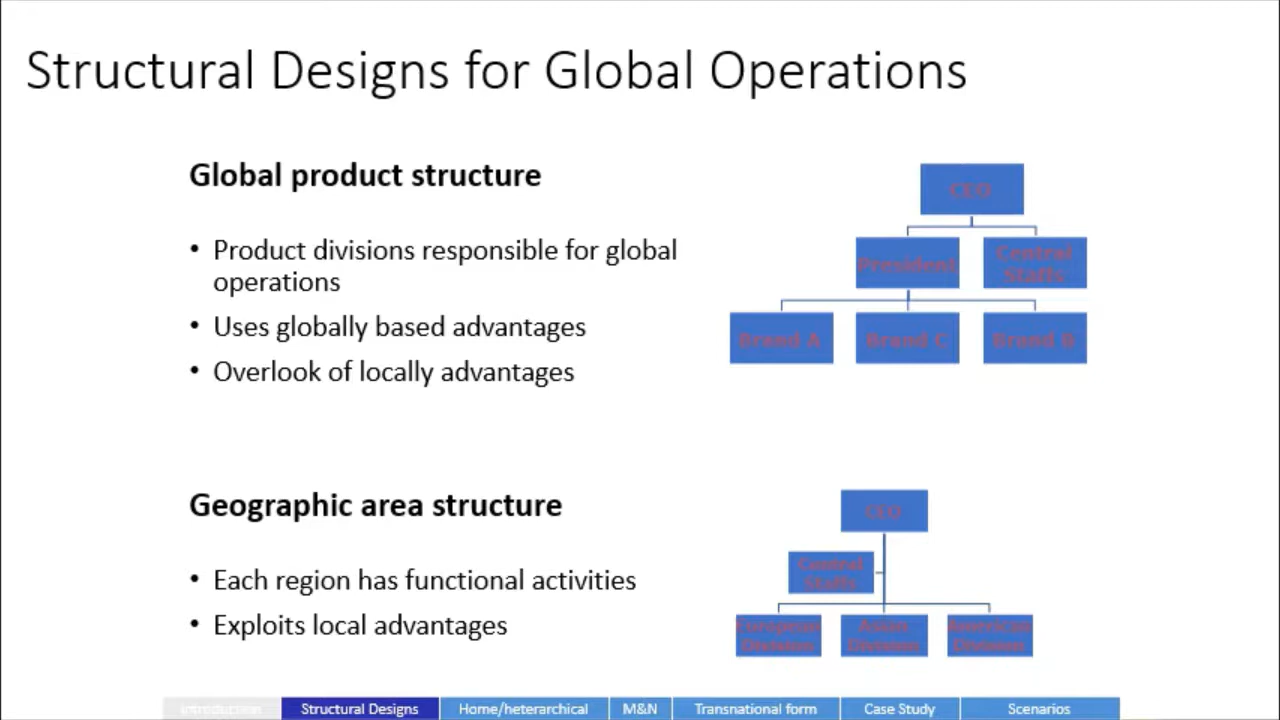 Structural Designs for Global Operations
Global product structure
• Product divisions responsible for global
operations
• Uses globally based advantages
• Overlook of locally advantages
CEO
President
Central
Staffs
Brand A
Brand C
Brand B
Geographic area structure
• Each region has functional activities
• Exploits local advantages
CEO
Central
Staffs
European
Division
Asian
Division
American
Division
Introduction
Structural Designs
Home/heterarchical
M&N
Transnational form
Case Study
Scenarios